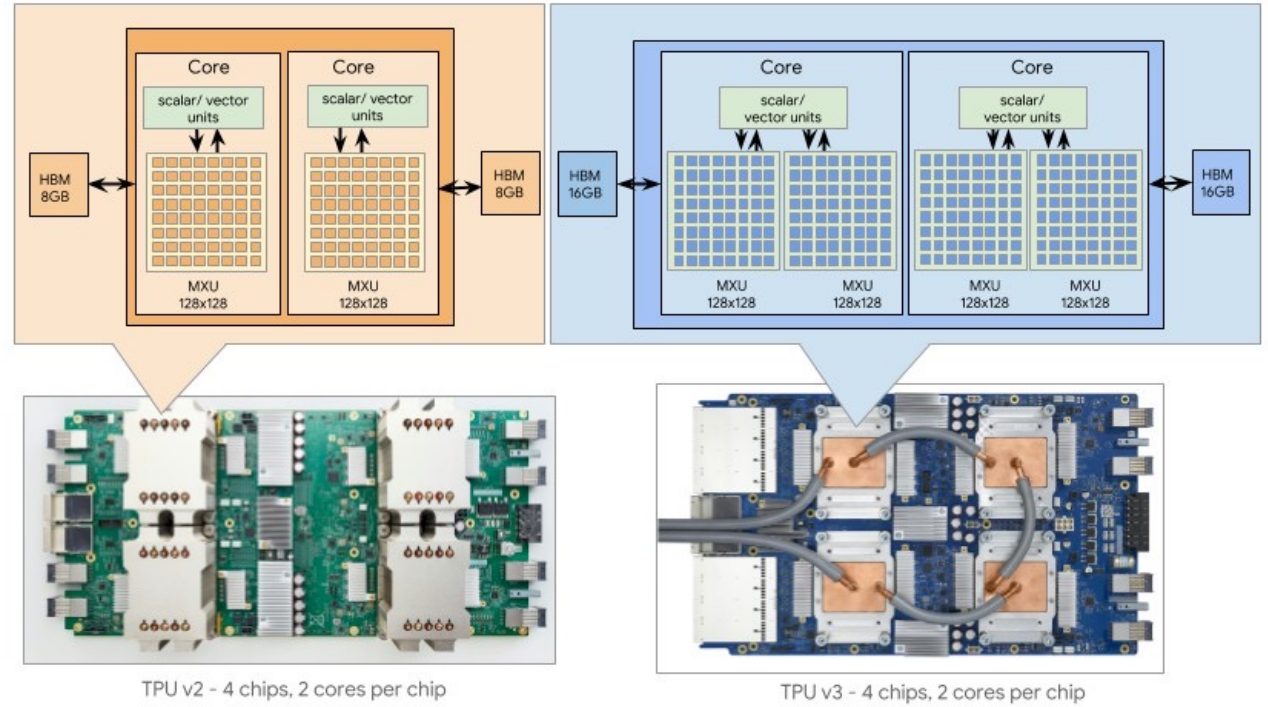 Core
Core
scalar/ vector
units
scalar/ vector
units
HBM
8GB
HBM
8GB
MXU
128x128
MXU
128x128
Core
Core
scalar/
vector units
scalar/
vector units
HBM
16GB
HBM
16GB
MXU
128x128
MXU
128x128
MXU
128x128
MXU
128x128
TPU v2 - 4 chips, 2 cores per chip
TPU v3 - 4 chips, 2 cores per chip